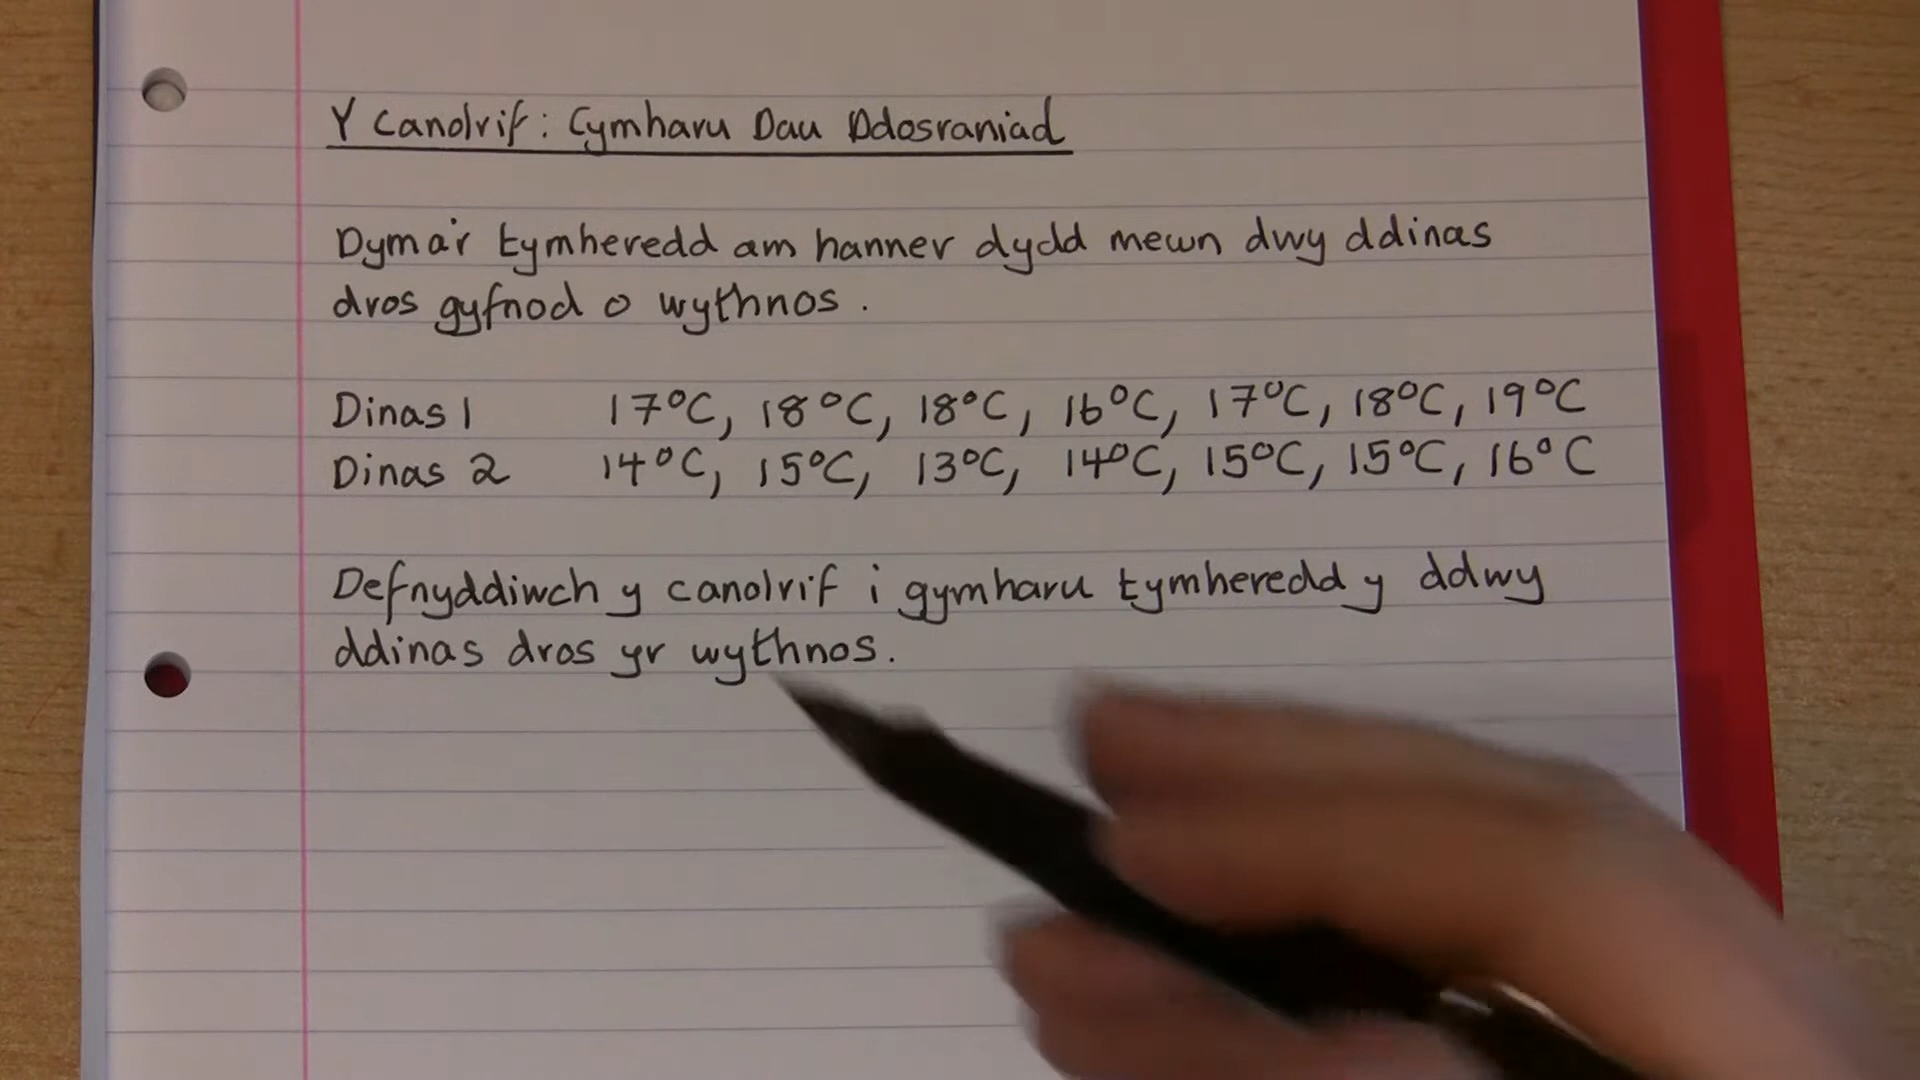 Y Canolrif: Cymharu Dau Ddosraniad
Dyma'r tymheredd am hanner dydd mewn dwy ddinas
dros gyfnod o wythnos.
Dinas 1 17°C, 18°C, 18°C, 16°C, 17°C, 18°C, 19°C
Dinas 2 14°C, 15°C, 13°C, 14°C, 15°C, 15°C, 16°C
Defnyddiwch y canolrif i gymharu tymheredd y ddwy
ddinas dros yr wythnos.